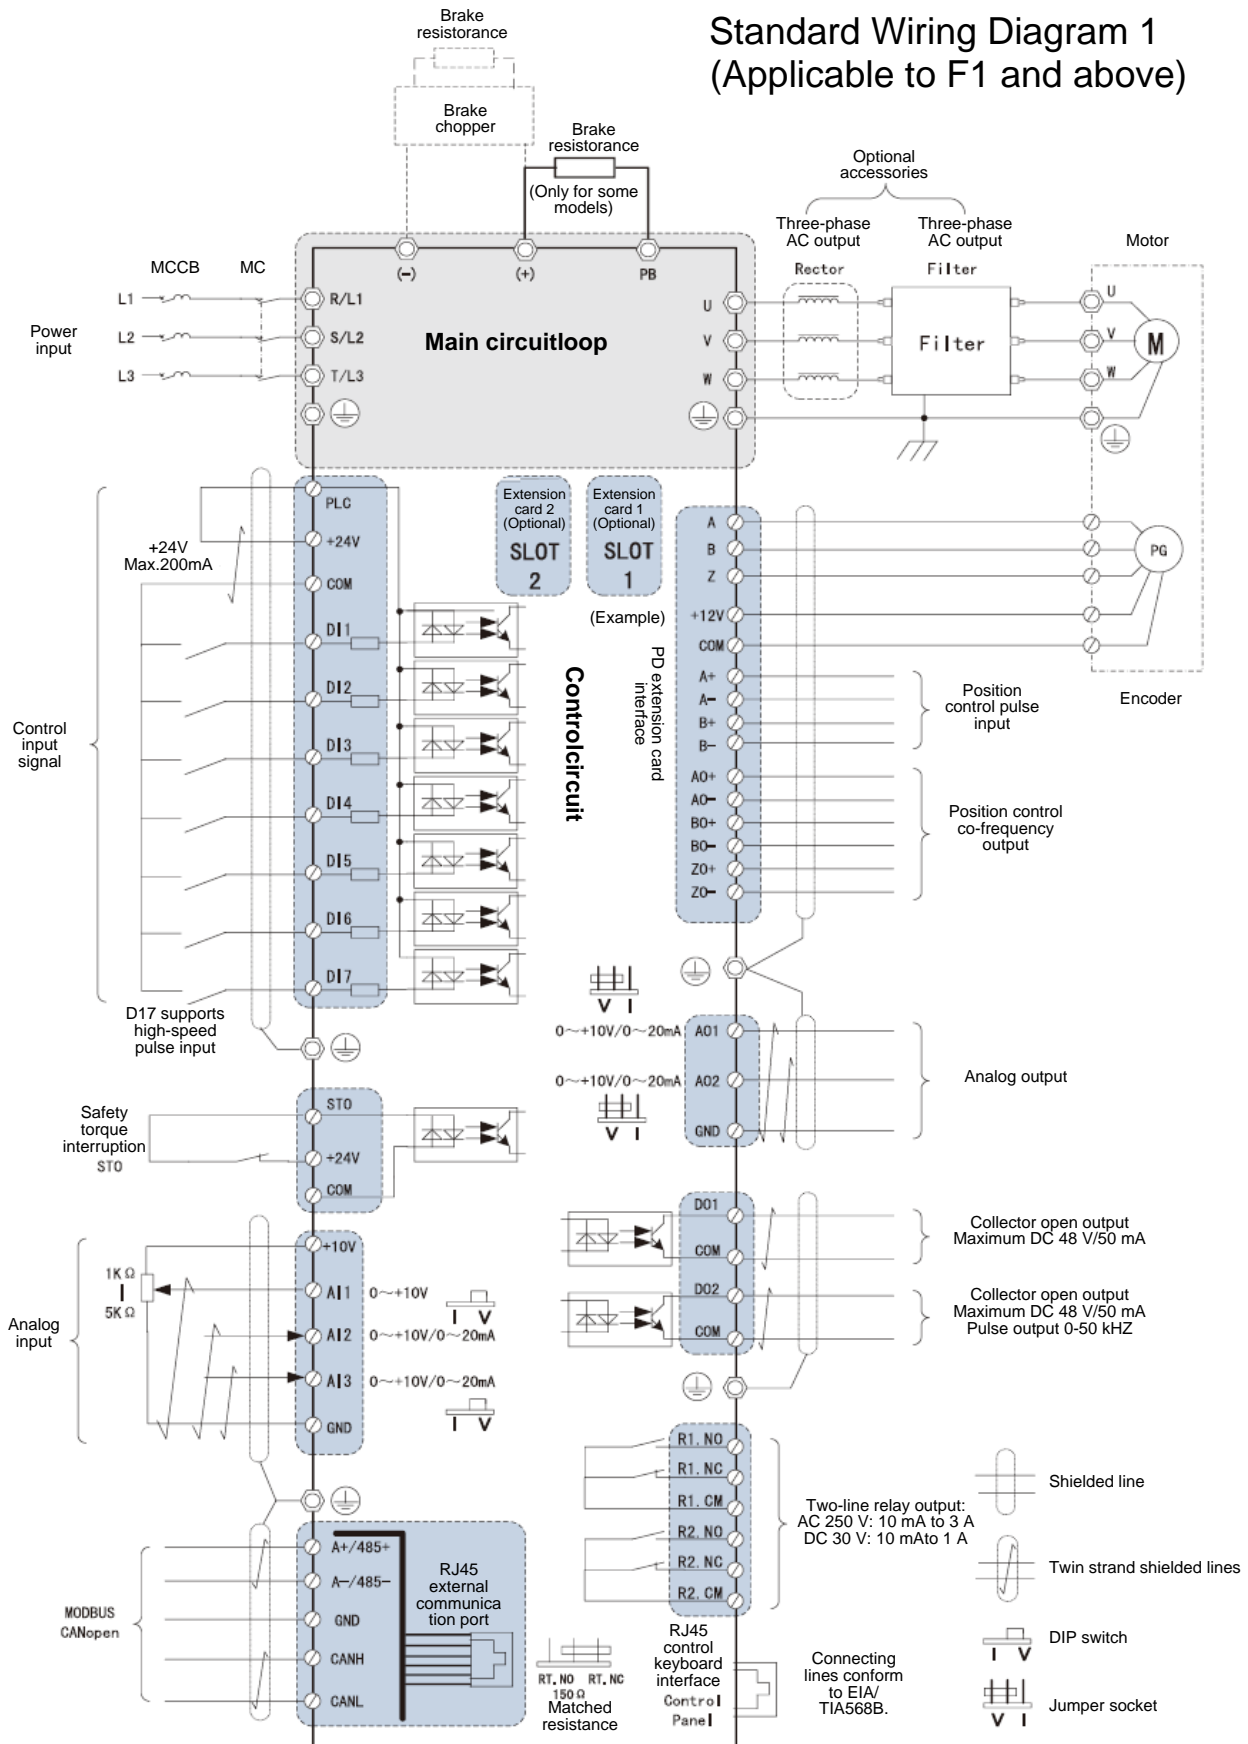 Standard Wiring Diagram 1
(Applicable to F1 and above)
Brake
resistorance
Brake
chopper
Brake
resistorance
(Only for some
models)
Optional
accessories
Three-phase
AC output
Three-phase
AC output
Rector
Filter
Motor
MCCB
MC
(-)
(+)
PB
Power
input
L1
L2
L3
R/L1
S/L2
T/L3
Main circuitloop
U
V
W
Filter
U
V
W
M
PLC
+24V
COM
DI1
DI2
DI3
DI4
DI5
DI6
DI7
+24V
Max.200mA
Control
input
signal
D17 supports
high-speed
pulse input
Extension
card 2
(Optional)
SLOT
2
Extension
card 1
(Optional)
SLOT
1
(Example)
PD extension card
interface
Controlcircuit
A
B
Z
+12V
COM
A+
A-
B+
B-
AO+
AO-
BO+
BO-
ZO+
ZO-
PG
Encoder
Position
control pulse
input
Position control
co-frequency
output
V I
0～+10V/0～20mA
AO1
0～+10V/0～20mA
AO2
V I
GND
Analog output
Safety
torque
interruption
STO
STO
+24V
COM
DO1
COM
DO2
COM
Collector open output
Maximum DC 48 V/50 mA
Collector open output
Maximum DC 48 V/50 mA
Pulse output 0-50 kHZ
Analog
input
1KΩ
I
5KΩ
+10V
AI1
0～+10V
I V
AI2
0～+10V/0～20mA
AI3
0～+10V/0～20mA
I V
GND
R1. NO
R1. NC
R1. CM
R2. NO
R2. NC
R2. CM
Two-line relay output:
AC 250 V: 10 mA to 3 A
DC 30 V: 10 mAto 1 A
MODBUS
CANopen
A+/485+
A-/485-
GND
CANH
CANL
RJ45
external
communica
tion port
RT. NO RT. NC
150Ω
Matched
resistance
RJ45
control
keyboard
interface
Control
Panel
Connecting
lines conform
to EIA/
TIA568B.
Shielded line
Twin strand shielded lines
I V
DIP switch
V I
Jumper socket